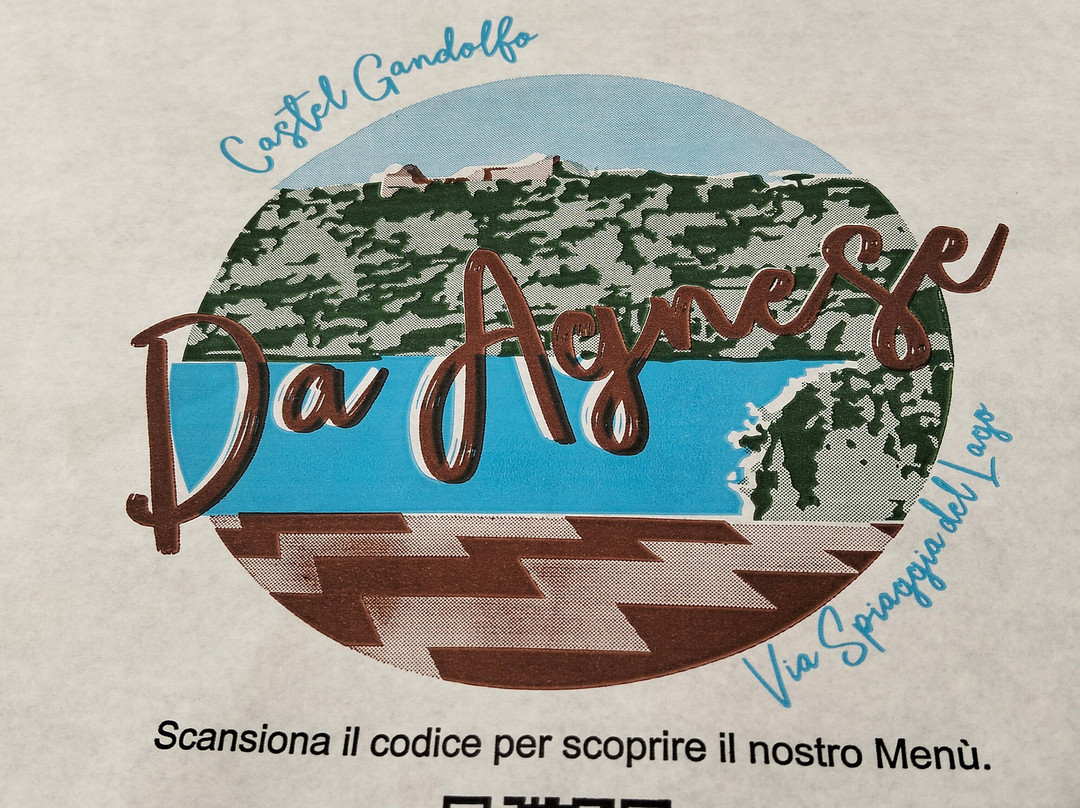 Castel Gandolfo
Da Agnese
Via Spiaggia del Lago
Scansiona il codice per scoprire il nostro Menù.